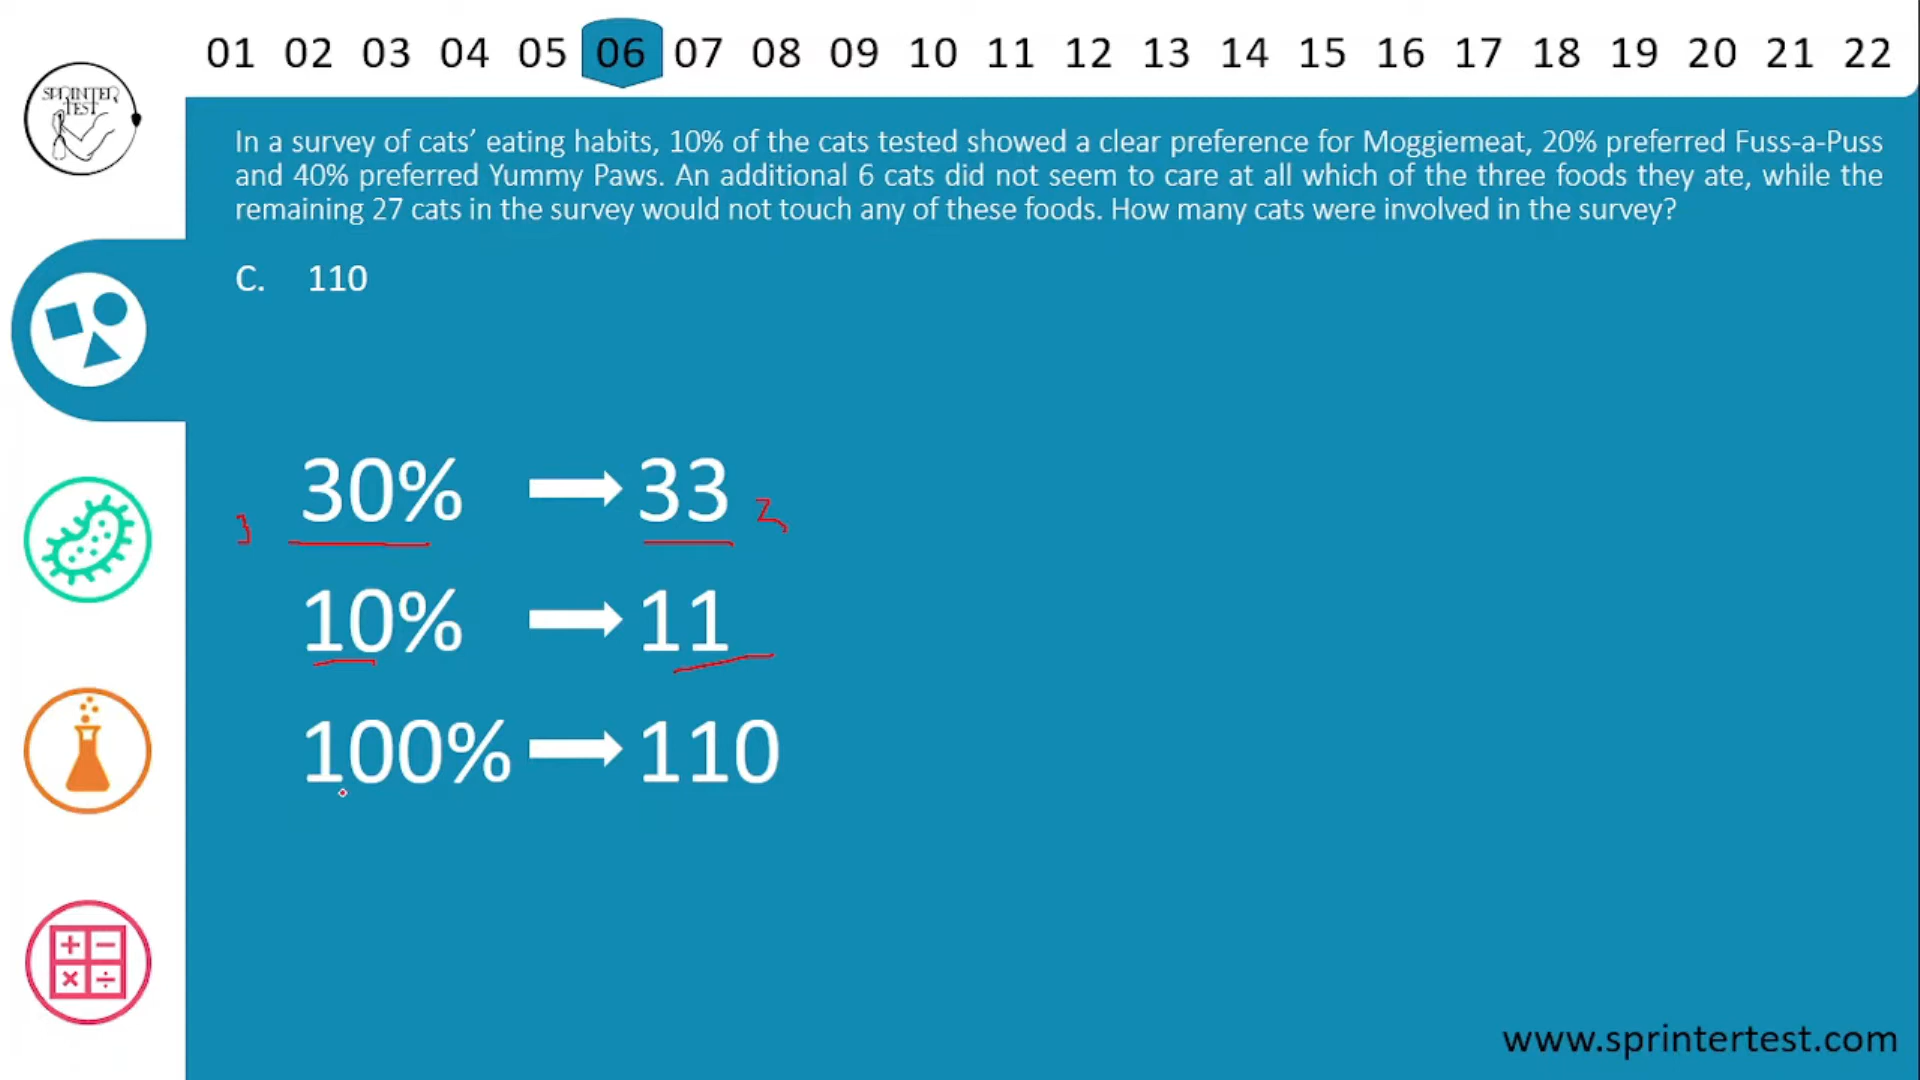 01 02 03 04 05 06 07 08 09 10 11 12 13 14 15 16 17 18 19 20 21 22
SPRINTER
TEST
In a survey of cats’ eating habits, 10% of the cats tested showed a clear preference for Moggiemeat, 20% preferred Fuss-a-Puss
and 40% preferred Yummy Paws. An additional 6 cats did not seem to care at all which of the three foods they ate, while the
remaining 27 cats in the survey would not touch any of these foods. How many cats were involved in the survey?
C. 110
30% 33
10% 11
100% 110
+ −
× ÷
www.sprintertest.com